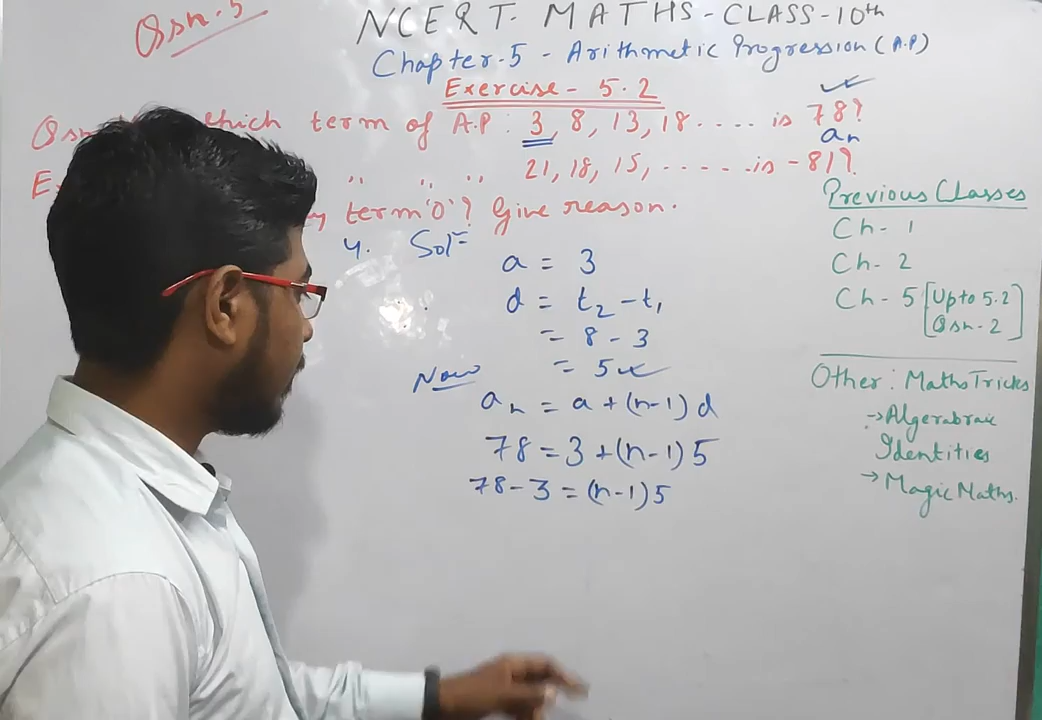 Qsn. 5
NCERT. MATHS - CLASS - 10th
Chapter.5 - Arithmetic Progression (A.P)
Exercise - 5.2
Qsn which term of A.P : 3, 8, 13, 18 .... is 78?
an
" " " 21, 18, 15, ...... is -81?
term '0'? Give reason.
4. Sol=
a = 3
d = t2 - t1
= 8 - 3
= 5
Now
an = a + (n-1) d
78 = 3 + (n-1) 5
78 - 3 = (n-1) 5
Previous Classes
Ch - 1
Ch - 2
Ch - 5 [Upto 5.2
Qsn - 2]
Other : Maths Tricks
-> Algerabraic
Identities
-> Magic Maths.